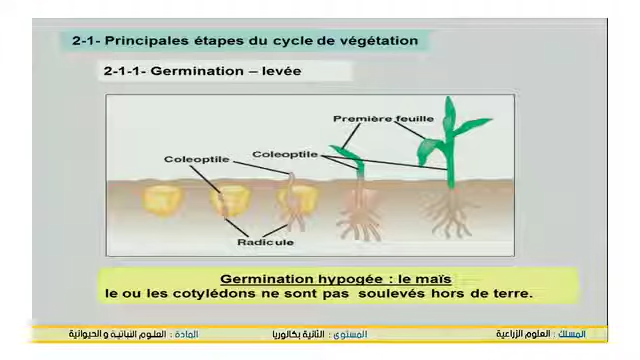 2-1- Principales étapes du cycle de végétation
2-1-1- Germination – levée
Première feuille
Coleoptile
Coleoptile
Radicule
Germination hypogée : le maïs
le ou les cotylédons ne sont pas soulevés hors de terre.
المسلك : العلوم الزراعية
المستوى : الثانية بكالوريا
المادة : العلوم النباتية و الحيوانية